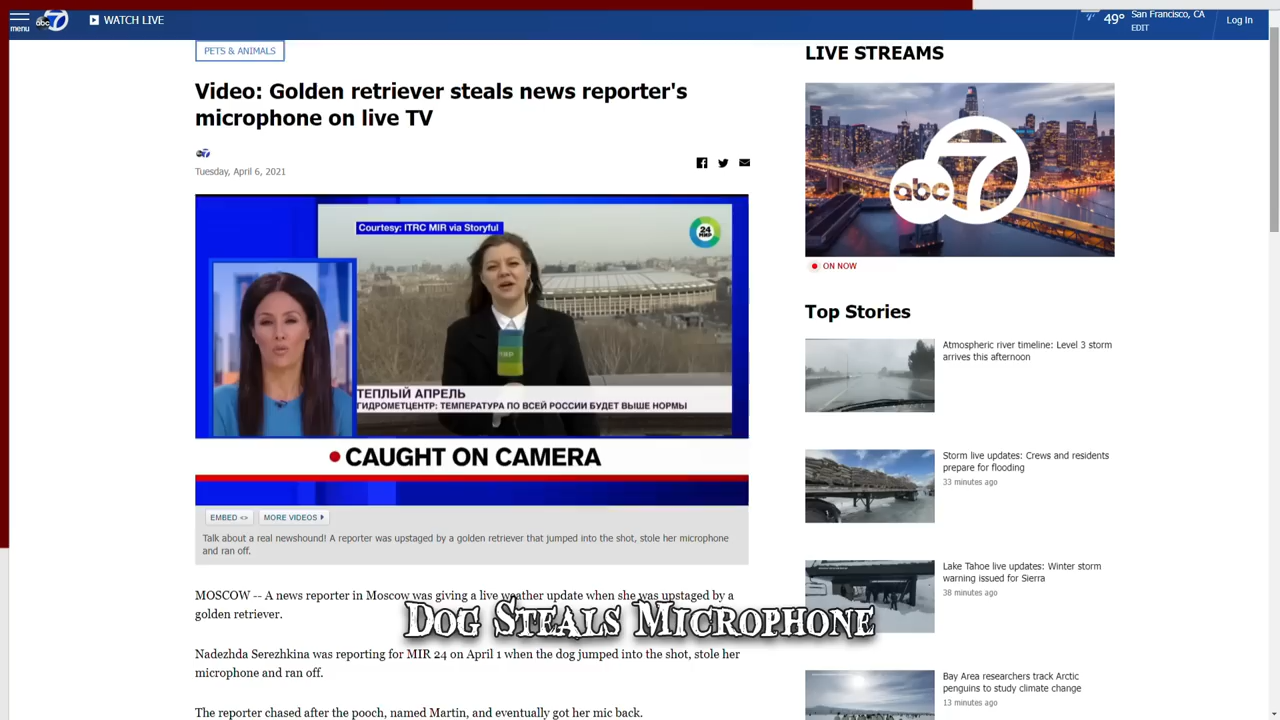 menu
abc 7
WATCH LIVE
49°
San Francisco, CA
EDIT
Log In
PETS & ANIMALS
Video: Golden retriever steals news reporter's
microphone on live TV
Tuesday, April 6, 2021
Courtesy: ITRC MIR via Storyful
24
МИР
ТЕПЛЫЙ АПРЕЛЬ
ГИДРОМЕТЦЕНТР: ТЕМПЕРАТУРА ПО ВСЕЙ РОССИИ БУДЕТ ВЫШЕ НОРМЫ
CAUGHT ON CAMERA
EMBED <>
MORE VIDEOS
Talk about a real newshound! A reporter was upstaged by a golden retriever that jumped into the shot, stole her microphone
and ran off.
MOSCOW -- A news reporter in Moscow was giving a live weather update when she was upstaged by a
golden retriever.
DOG STEALS MICROPHONE
Nadezhda Serezhkina was reporting for MIR 24 on April 1 when the dog jumped into the shot, stole her
microphone and ran off.
The reporter chased after the pooch, named Martin, and eventually got her mic back.
LIVE STREAMS
abc 7
ON NOW
Top Stories
Atmospheric river timeline: Level 3 storm
arrives this afternoon
Storm live updates: Crews and residents
prepare for flooding
33 minutes ago
Lake Tahoe live updates: Winter storm
warning issued for Sierra
38 minutes ago
Bay Area researchers track Arctic
penguins to study climate change
13 minutes ago